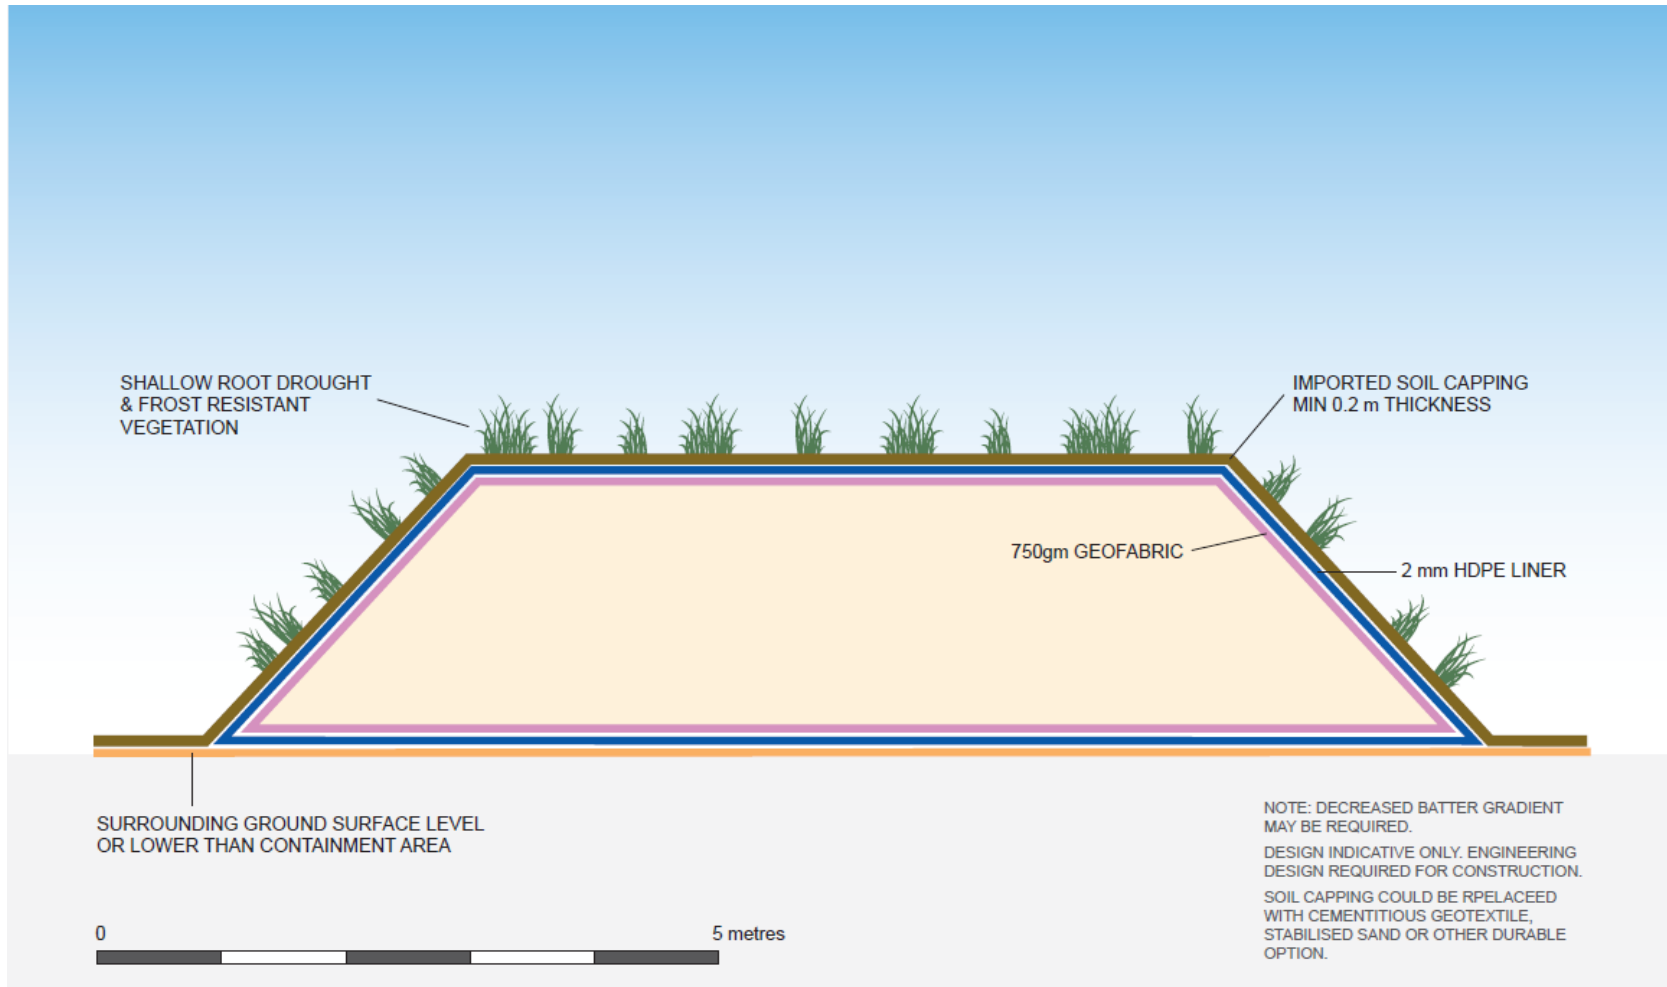 SHALLOW ROOT DROUGHT
& FROST RESISTANT
VEGETATION
IMPORTED SOIL CAPPING
MIN 0.2 m THICKNESS
750gm GEOFABRIC
2 mm HDPE LINER
SURROUNDING GROUND SURFACE LEVEL
OR LOWER THAN CONTAINMENT AREA
0
5 metres
NOTE: DECREASED BATTER GRADIENT
MAY BE REQUIRED.
DESIGN INDICATIVE ONLY. ENGINEERING
DESIGN REQUIRED FOR CONSTRUCTION.
SOIL CAPPING COULD BE RPELACEED
WITH CEMENTITIOUS GEOTEXTILE,
STABILISED SAND OR OTHER DURABLE
OPTION.